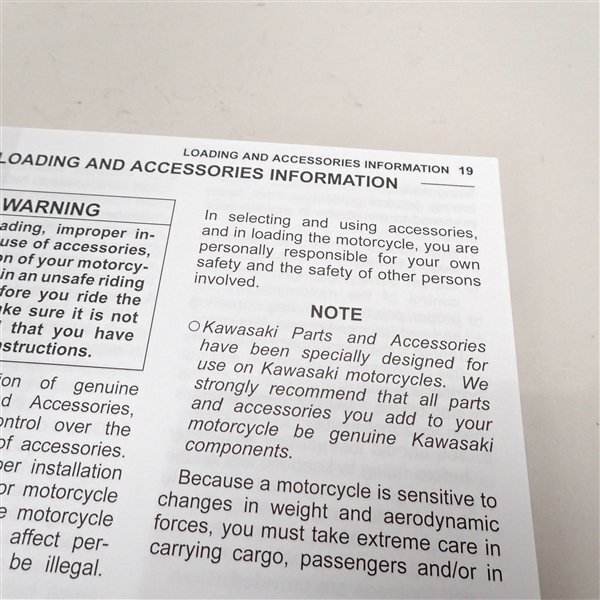 LOADING AND ACCESSORIES INFORMATION 19
LOADING AND ACCESSORIES INFORMATION
WARNING
ading, improper in-
use of accessories,
on of your motorcy-
in an unsafe riding
fore you ride the
ake sure it is not
that you have
nstructions.
ion of genuine
d Accessories,
ontrol over the
of accessories.
per installation
or motorcycle
e motorcycle
affect per-
be illegal.
In selecting and using accessories,
and in loading the motorcycle, you are
personally responsible for your own
safety and the safety of other persons
involved.
NOTE
○Kawasaki Parts and Accessories
have been specially designed for
use on Kawasaki motorcycles. We
strongly recommend that all parts
and accessories you add to your
motorcycle be genuine Kawasaki
components.
Because a motorcycle is sensitive to
changes in weight and aerodynamic
forces, you must take extreme care in
carrying cargo, passengers and/or in